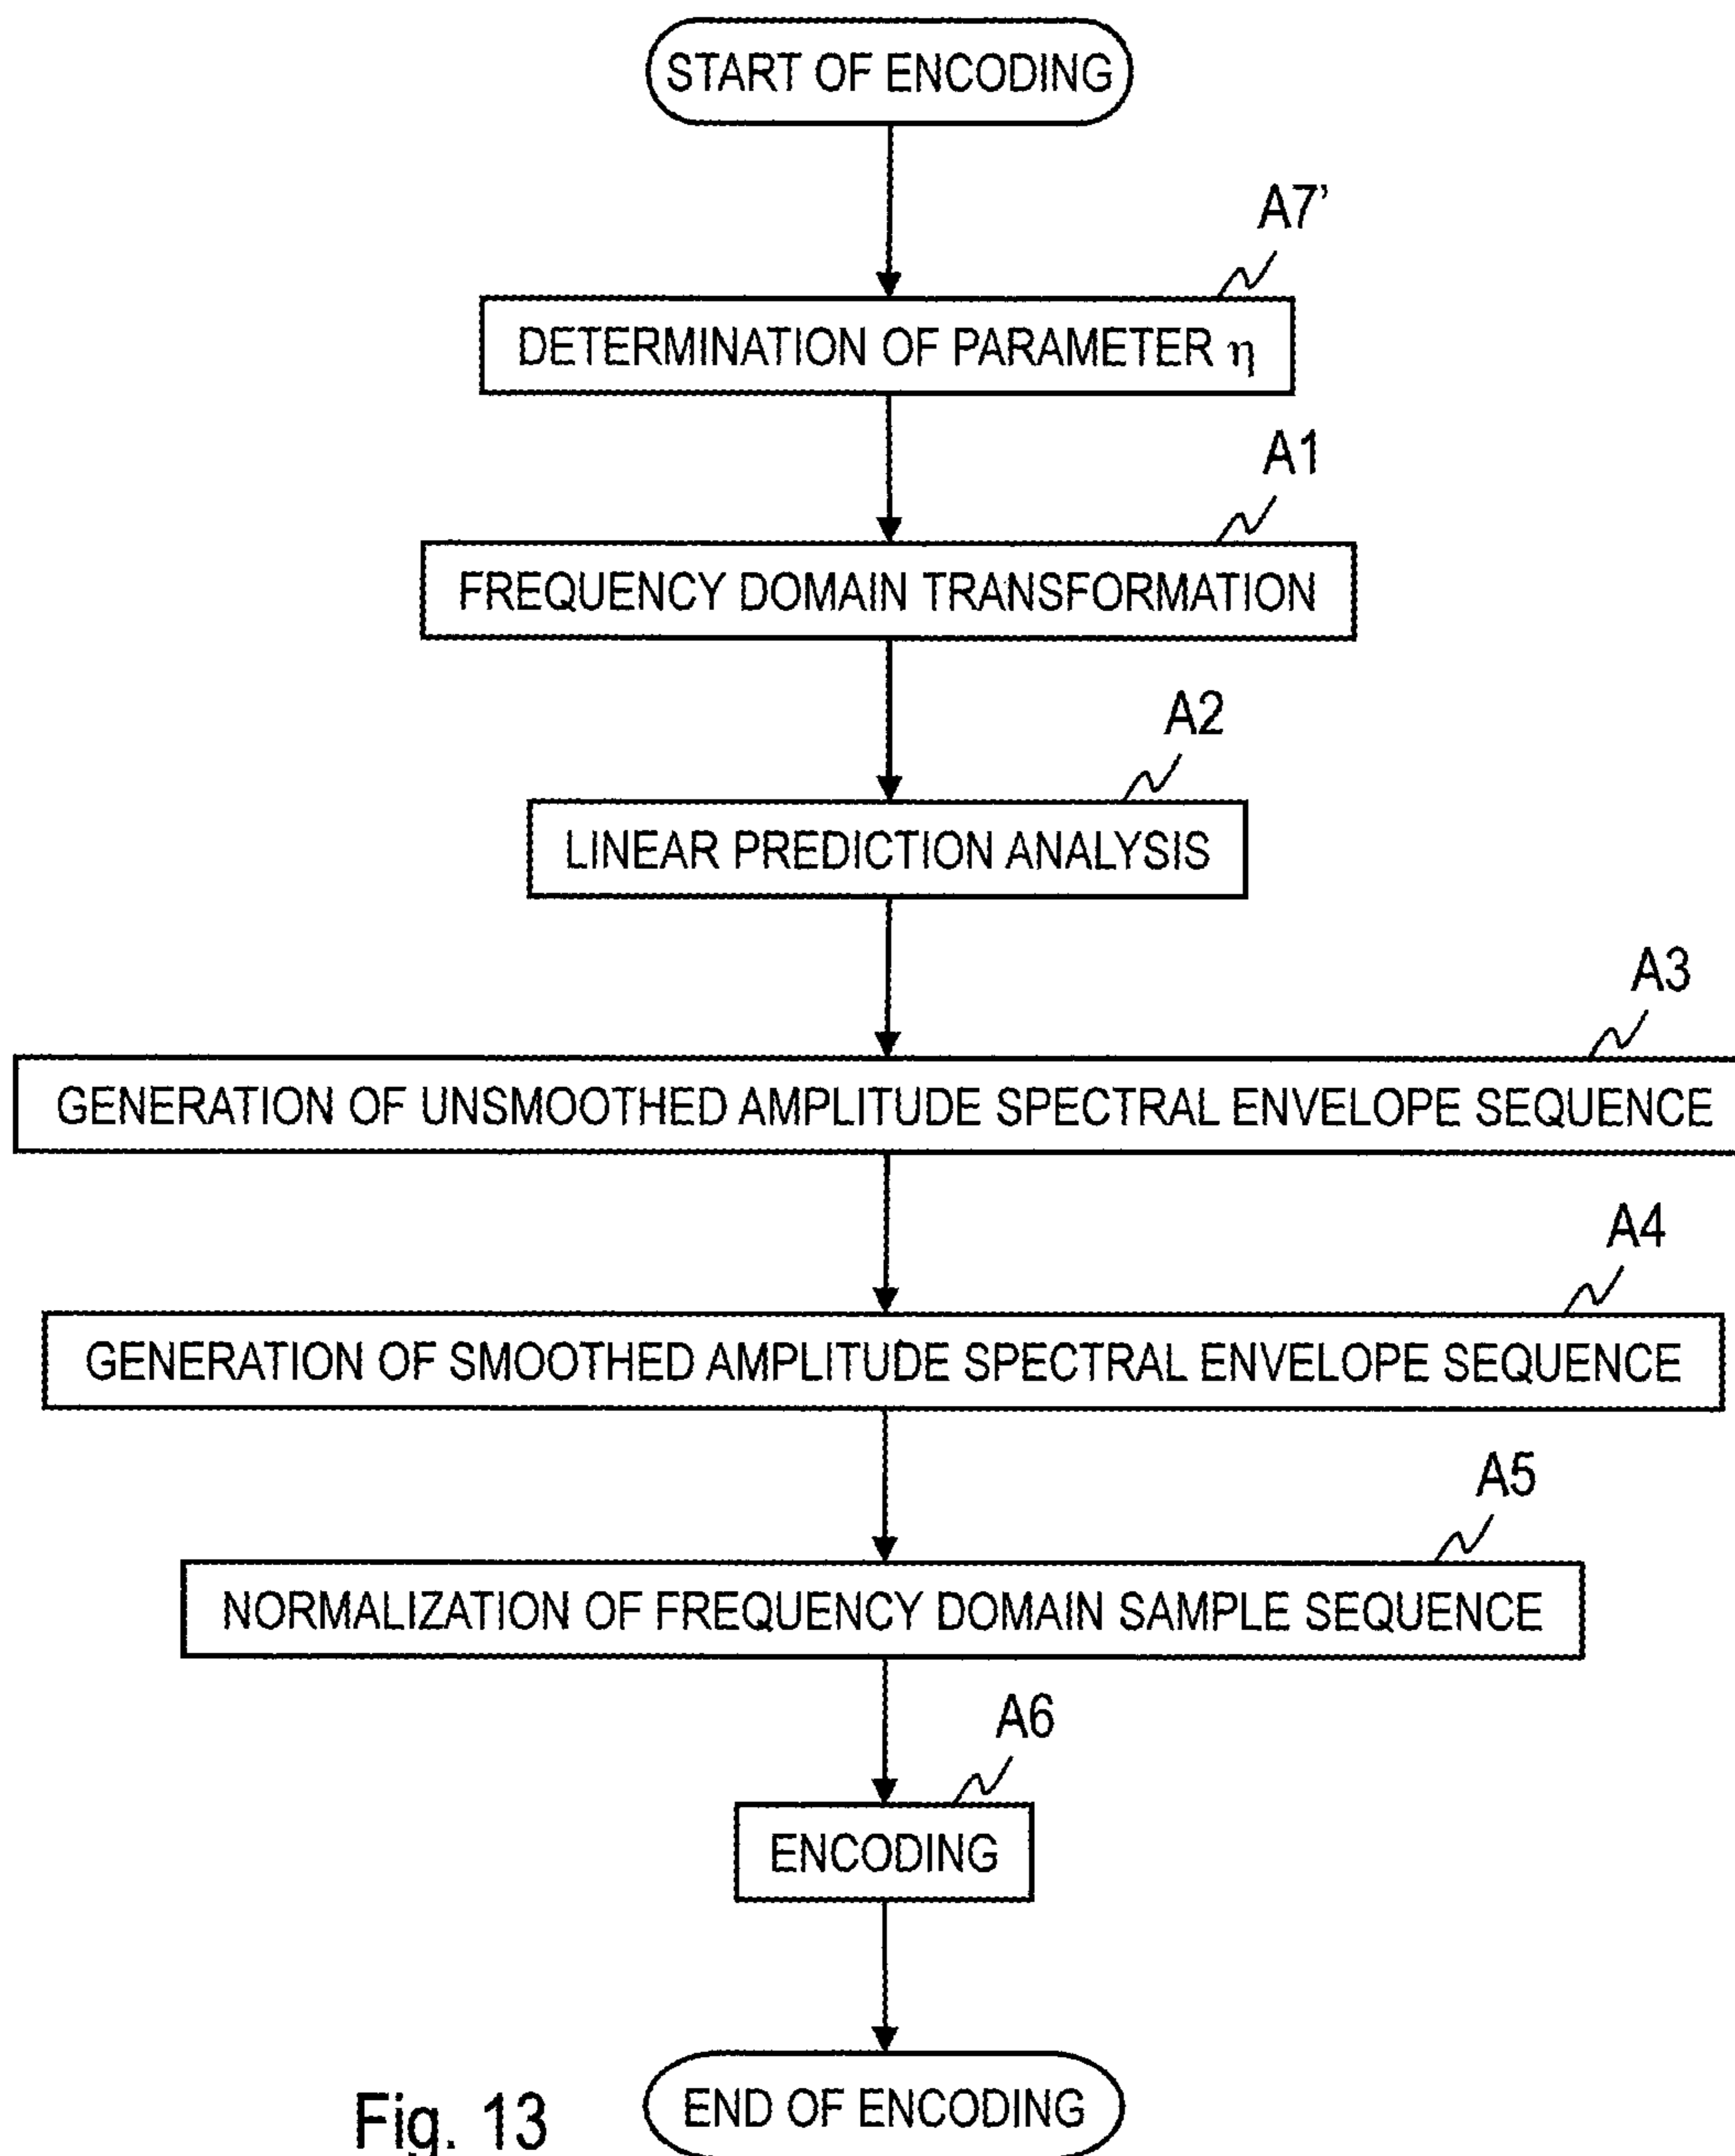 START OF ENCODING
A7’
DETERMINATION OF PARAMETER η
A1
FREQUENCY DOMAIN TRANSFORMATION
A2
LINEAR PREDICTION ANALYSIS
A3
GENERATION OF UNSMOOTHED AMPLITUDE SPECTRAL ENVELOPE SEQUENCE
A4
GENERATION OF SMOOTHED AMPLITUDE SPECTRAL ENVELOPE SEQUENCE
A5
NORMALIZATION OF FREQUENCY DOMAIN SAMPLE SEQUENCE
A6
ENCODING
END OF ENCODING
Fig. 13